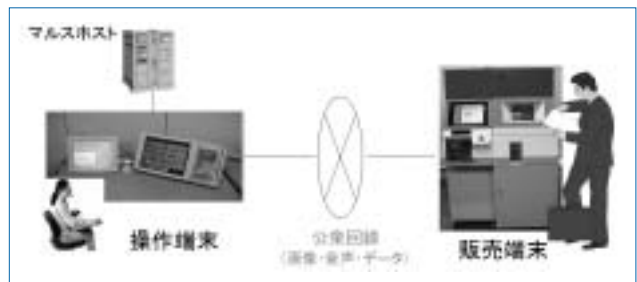 マルスホスト
操作端末
公衆回線
(画像・音声・データ)
販売端末